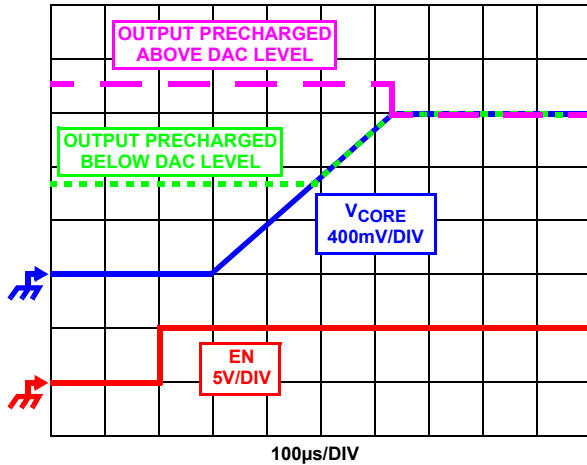 OUTPUT PRECHARGED
ABOVE DAC LEVEL
OUTPUT PRECHARGED
BELOW DAC LEVEL
VCORE
400mV/DIV
EN
5V/DIV
100µs/DIV